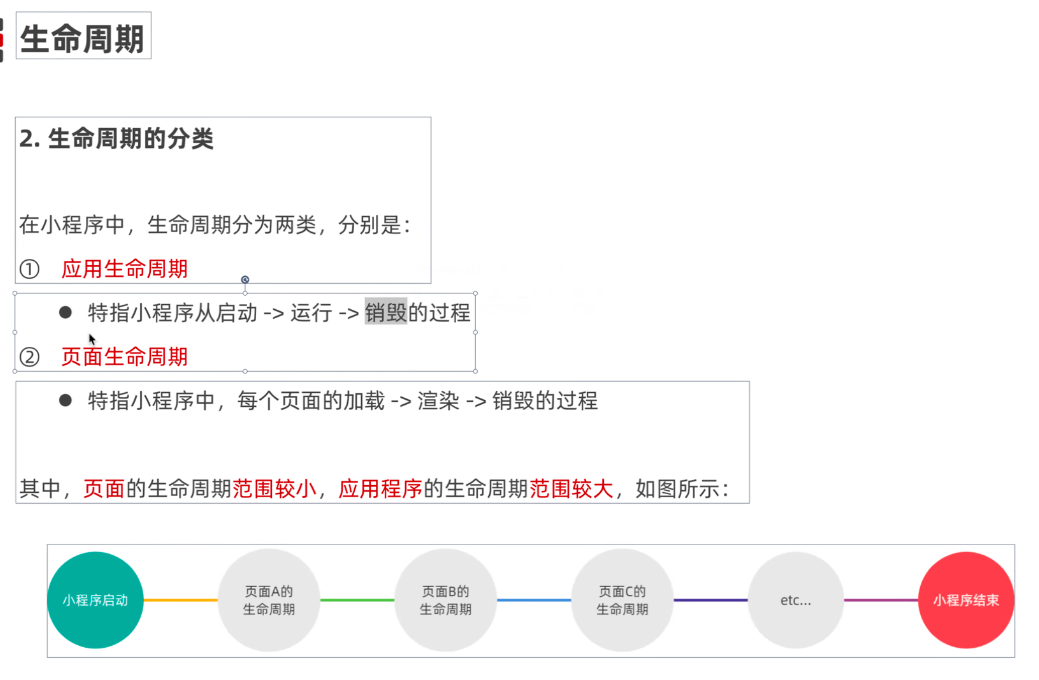 生命周期
2. 生命周期的分类
在小程序中，生命周期分为两类，分别是：
① 应用生命周期
● 特指小程序从启动 -> 运行 -> 销毁的过程
② 页面生命周期
● 特指小程序中，每个页面的加载 -> 渲染 -> 销毁的过程
其中，页面的生命周期范围较小，应用程序的生命周期范围较大，如图所示：
小程序启动
页面A的
生命周期
页面B的
生命周期
页面C的
生命周期
etc...
小程序结束